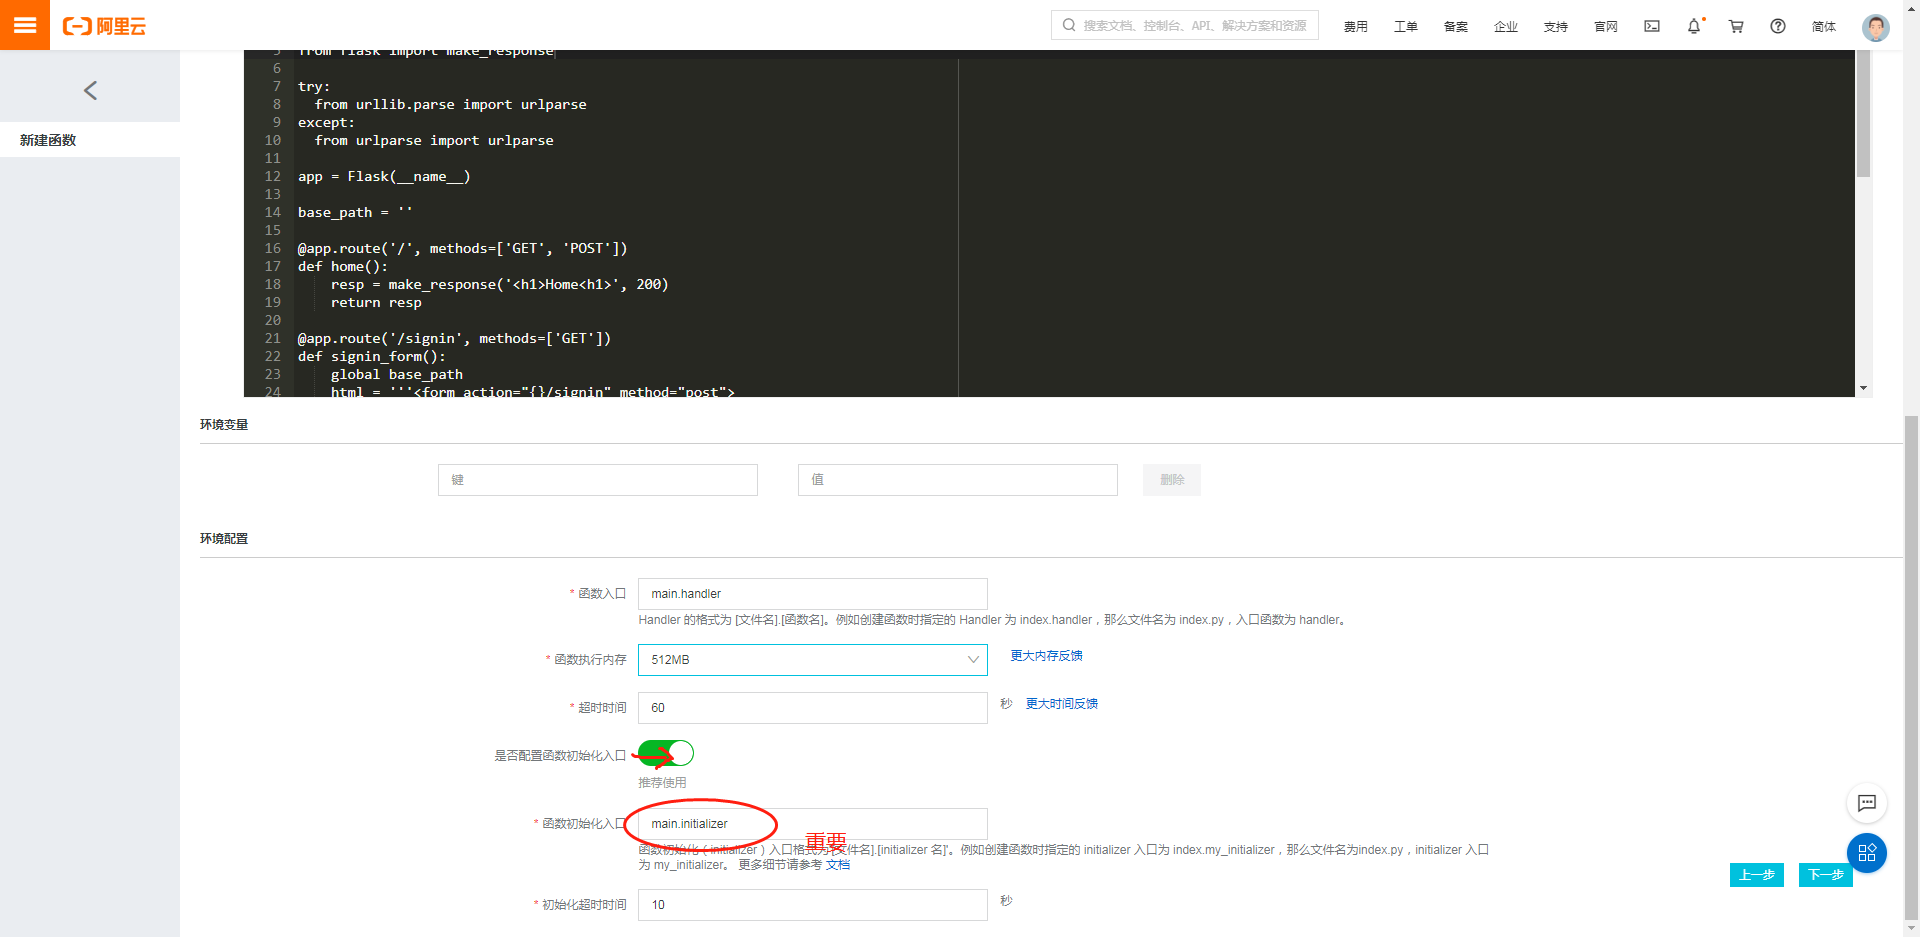 阿里云
搜索文档、控制台、API、解决方案和资源
费用 工单 备案 企业 支持 官网 简体
新建函数
5 from flask import make_response
6
7 try:
8   from urllib.parse import urlparse
9 except:
10   from urlparse import urlparse
11
12 app = Flask(__name__)
13
14 base_path = ''
15
16 @app.route('/', methods=['GET', 'POST'])
17 def home():
18     resp = make_response('<h1>Home<h1>', 200)
19     return resp
20
21 @app.route('/signin', methods=['GET'])
22 def signin_form():
23     global base_path
24     html = '''<form action="{}/signin" method="post">
环境变量
键 值 删除
环境配置
* 函数入口 main.handler
Handler 的格式为 [文件名].[函数名]。例如创建函数时指定的 Handler 为 index.handler，那么文件名为 index.py，入口函数为 handler。
* 函数执行内存 512MB 更大内存反馈
* 超时时间 60 秒 更大时间反馈
是否配置函数初始化入口
推荐使用
* 函数初始化入口 main.initializer
重要
函数初始化 ( initializer ) 入口格式为 '[文件名].[initializer 名]'。例如创建函数时指定的 initializer 入口为 index.my_initializer，那么文件名为index.py，initializer 入口
为 my_initializer。 更多细节请参考 文档
上一步 下一步
* 初始化超时时间 10 秒